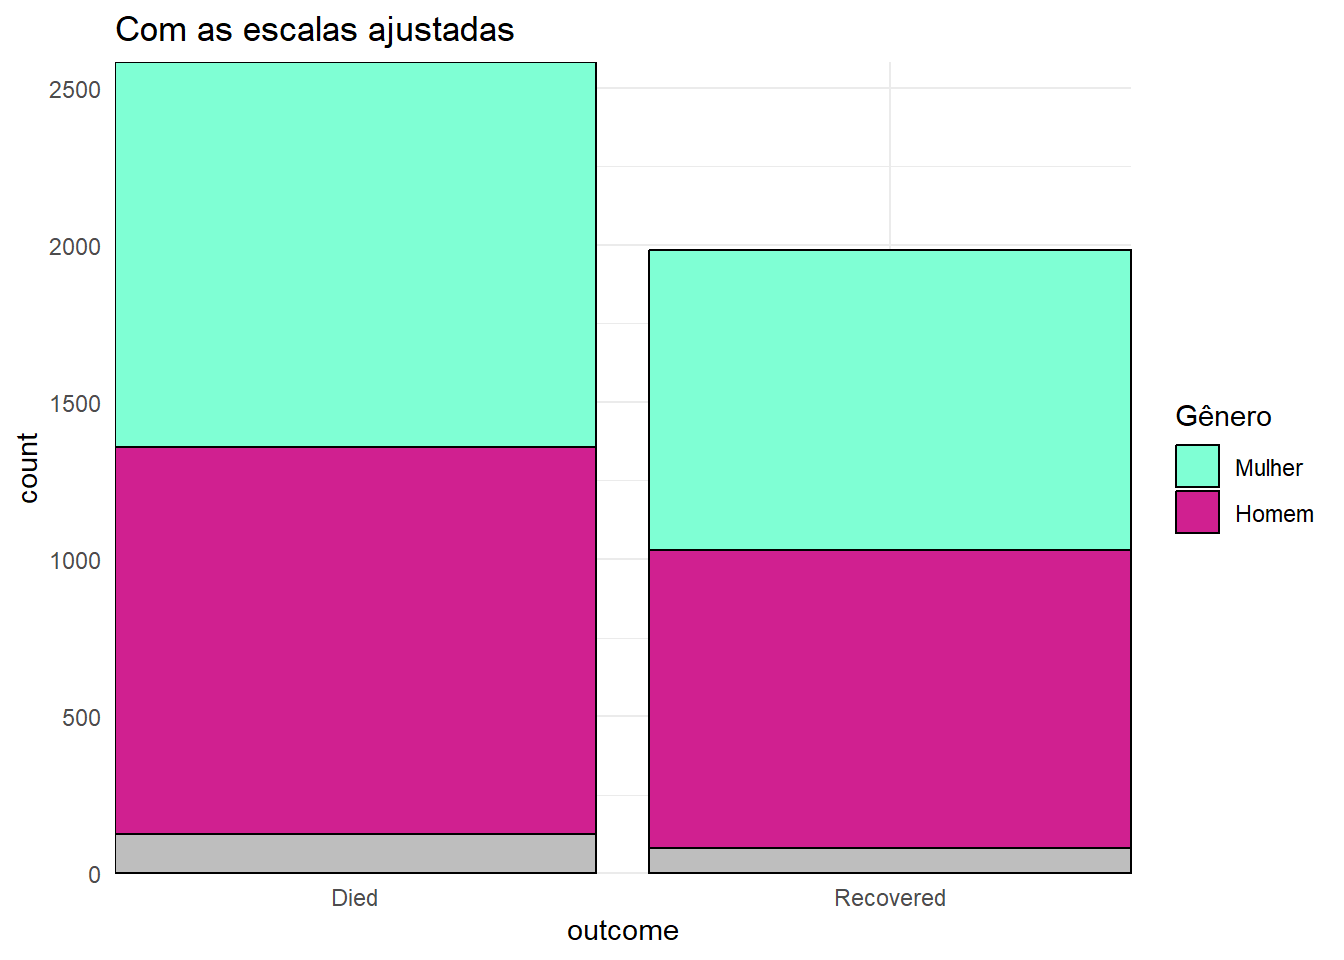 Com as escalas ajustadas
2500
2000
1500
1000
500
0
count
Died
Recovered
outcome
Gênero
Mulher
Homem